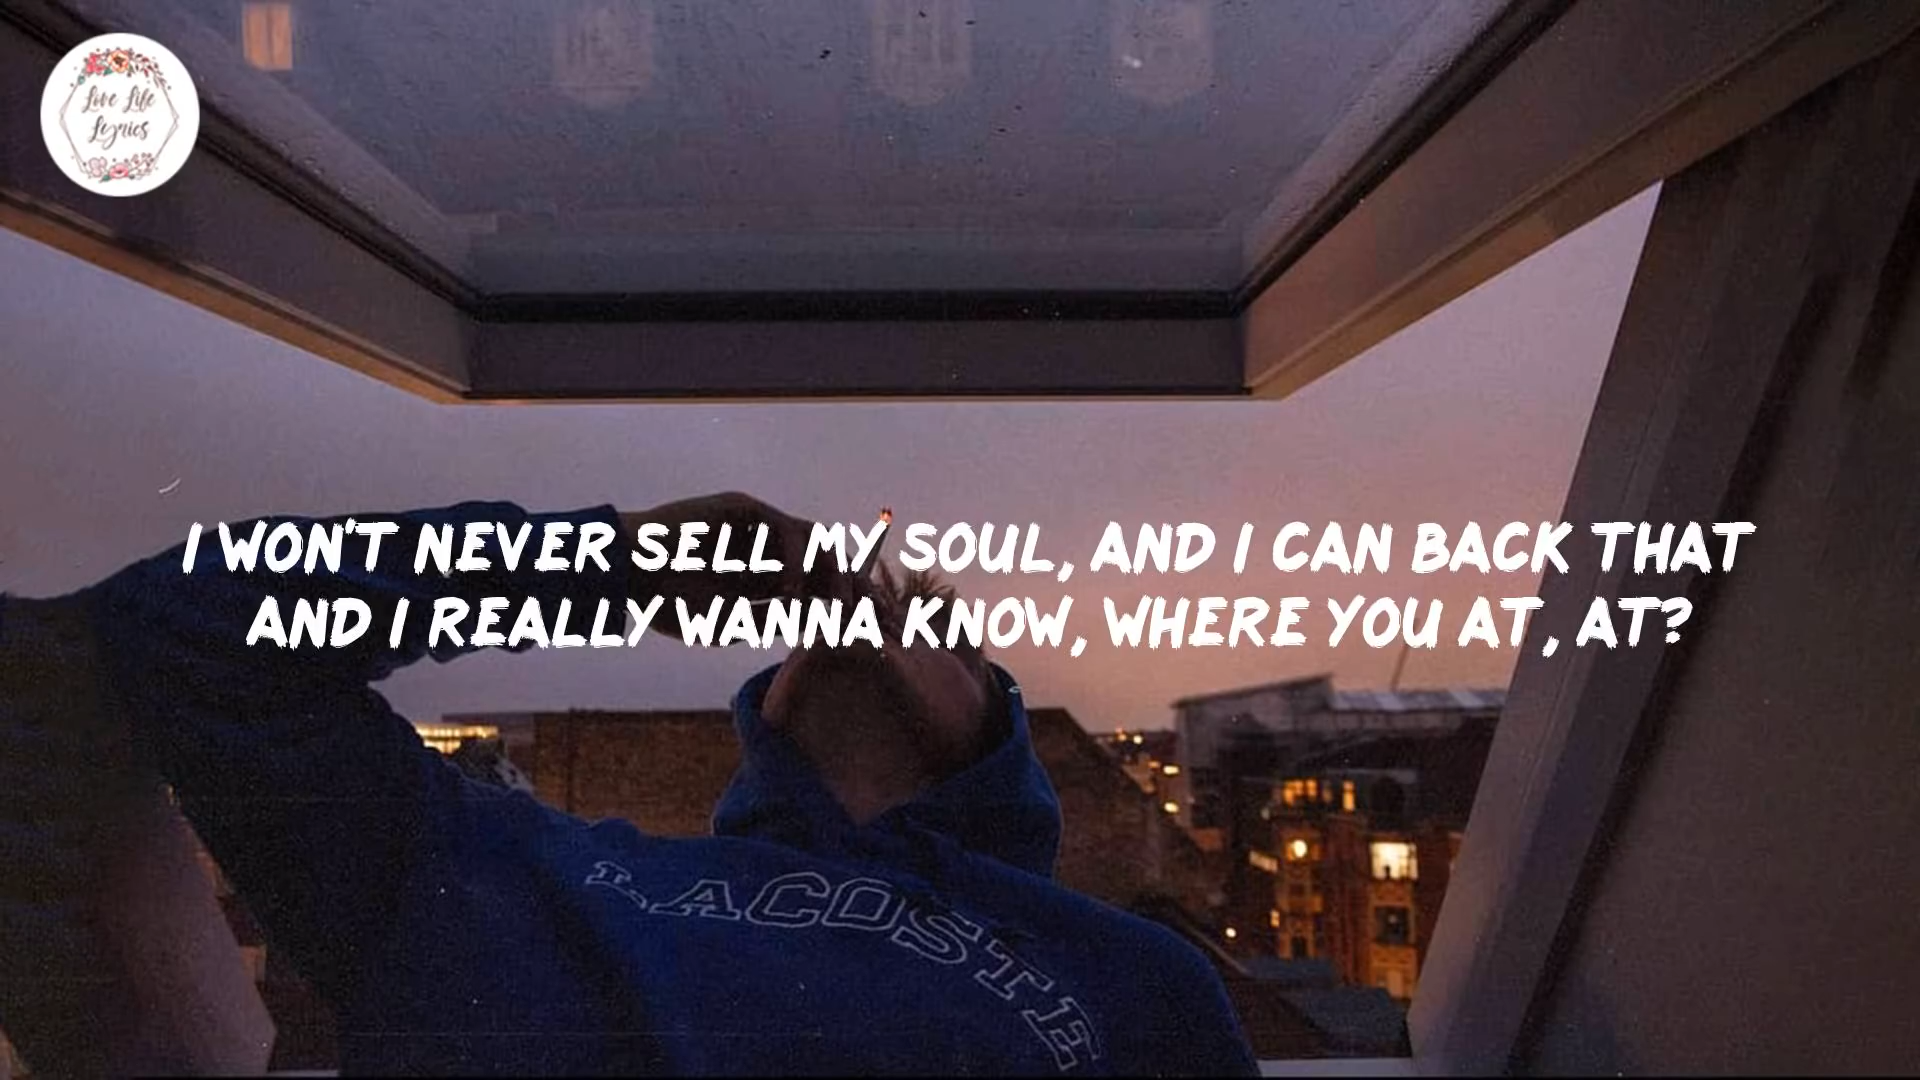 Love Life
Lyrics
I WON'T NEVER SELL MY SOUL, AND I CAN BACK THAT
AND I REALLY WANNA KNOW, WHERE YOU AT, AT?
LACOSTE